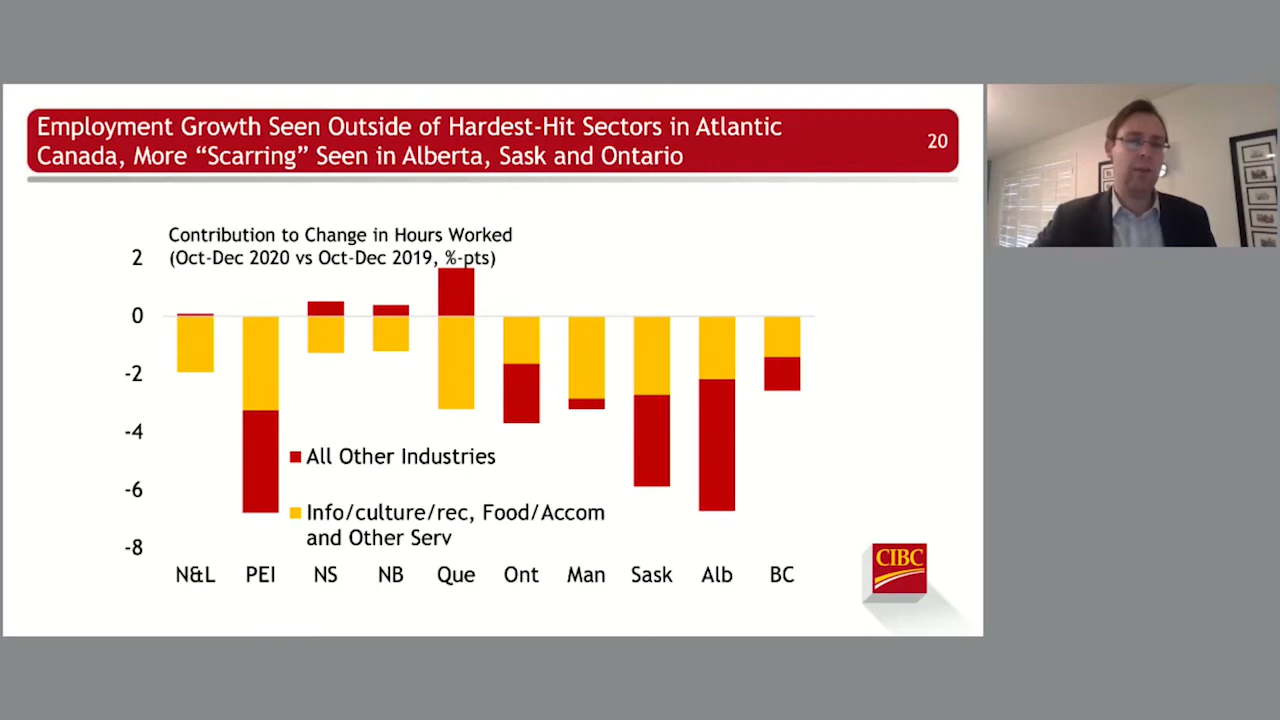 Employment Growth Seen Outside of Hardest-Hit Sectors in Atlantic
Canada, More “Scarring” Seen in Alberta, Sask and Ontario
20
Contribution to Change in Hours Worked
(Oct-Dec 2020 vs Oct-Dec 2019, %-pts)
2
0
-2
-4
-6
-8
All Other Industries
Info/culture/rec, Food/Accom
and Other Serv
N&L PEI NS NB Que Ont Man Sask Alb BC
CIBC